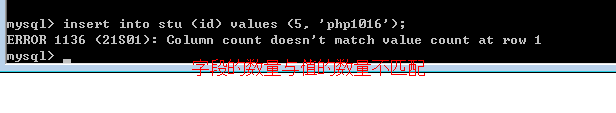 mysql> insert into stu (id) values (5, 'php1016');
ERROR 1136 (21S01): Column count doesn't match value count at row 1
mysql> _
字段的数量与值的数量不匹配